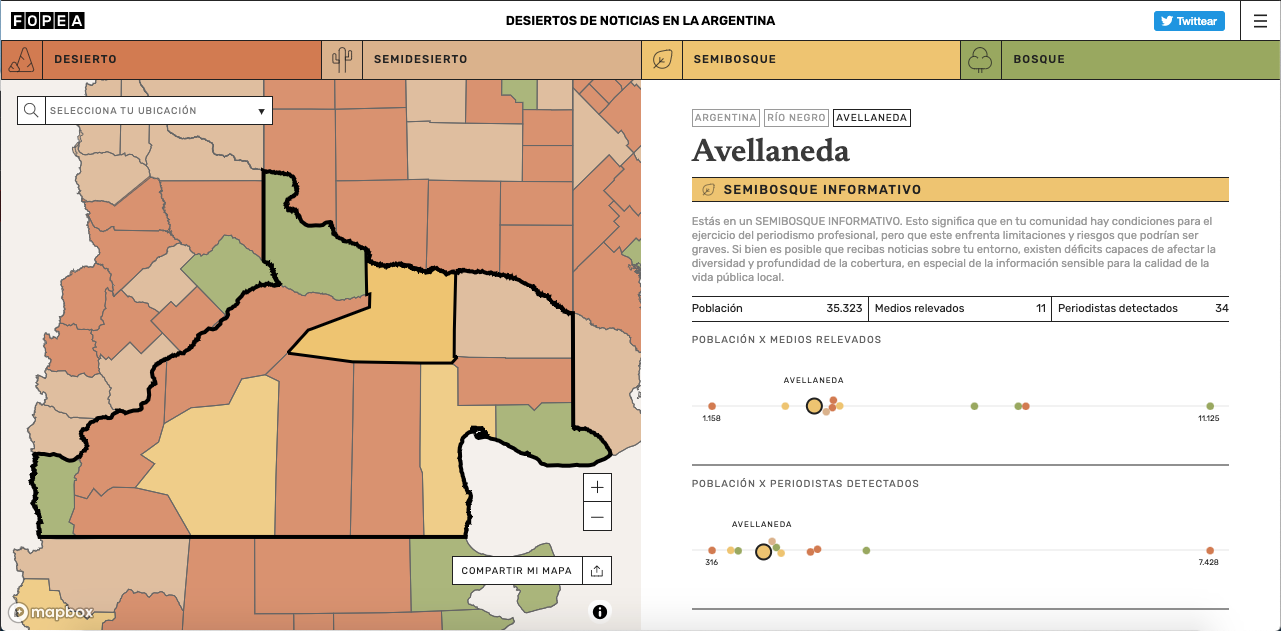 FOPEA
DESIERTOS DE NOTICIAS EN LA ARGENTINA
Twittear
DESIERTO
SEMIDESIERTO
SEMIBOSQUE
BOSQUE
SELECCIONA TU UBICACIÓN
ARGENTINA
RÍO NEGRO
AVELLANEDA
Avellaneda
SEMIBOSQUE INFORMATIVO
Estás en un SEMIBOSQUE INFORMATIVO. Esto significa que en tu comunidad hay condiciones para el
ejercicio del periodismo profesional, pero que este enfrenta limitaciones y riesgos que podrían ser
graves. Si bien es posible que recibas noticias sobre tu entorno, existen déficits capaces de afectar la
diversidad y profundidad de la cobertura, en especial de la información sensible para la calidad de la
vida pública local.
Población 35.323
Medios relevados 11
Periodistas detectados 34
POBLACIÓN X MEDIOS RELEVADOS
AVELLANEDA
1.158
11.125
POBLACIÓN X PERIODISTAS DETECTADOS
AVELLANEDA
316
7.428
COMPARTIR MI MAPA
mapbox